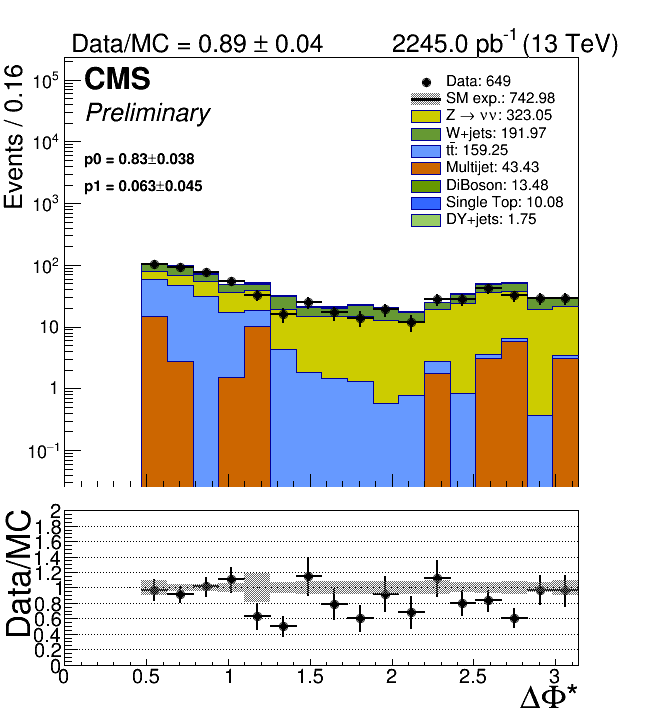 Data/MC = 0.89 ± 0.04 2245.0 pb⁻¹ (13 TeV)
Events / 0.16
10⁵
10⁴
10³
10²
10
1
10⁻¹
CMS
Preliminary
p0 = 0.83±0.038
p1 = 0.063±0.045
Data: 649
SM exp.: 742.98
Z → νν: 323.05
W+jets: 191.97
tt̄: 159.25
Multijet: 43.43
DiBoson: 13.48
Single Top: 10.08
DY+jets: 1.75
Data/MC
2
1.8
1.6
1.4
1.2
1
0.8
0.6
0.4
0.2
0
0 0.5 1 1.5 2 2.5 3
ΔΦ*